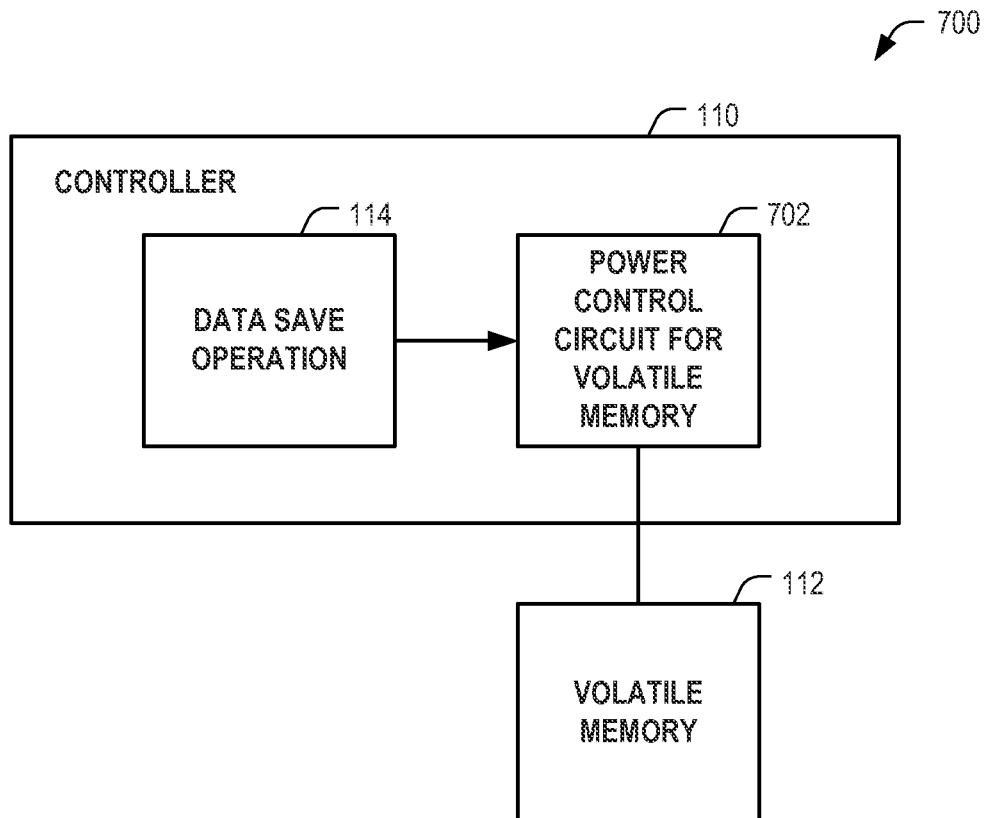 700
110
CONTROLLER
114
702
DATA SAVE
OPERATION
POWER
CONTROL
CIRCUIT FOR
VOLATILE
MEMORY
112
VOLATILE
MEMORY